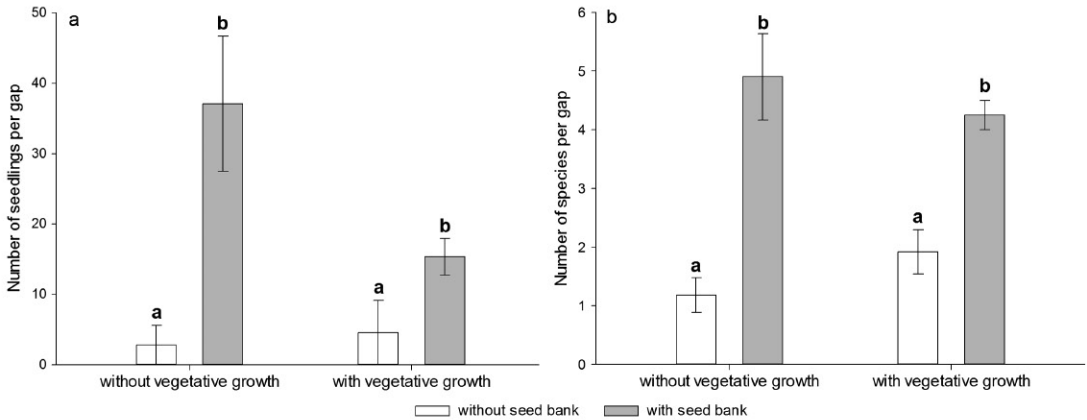 a
50
40
30
20
10
0
Number of seedlings per gap
a
b
a
b
without vegetative growth
with vegetative growth
b
6
5
4
3
2
1
0
Number of species per gap
a
b
a
b
without vegetative growth
with vegetative growth
without seed bank
with seed bank